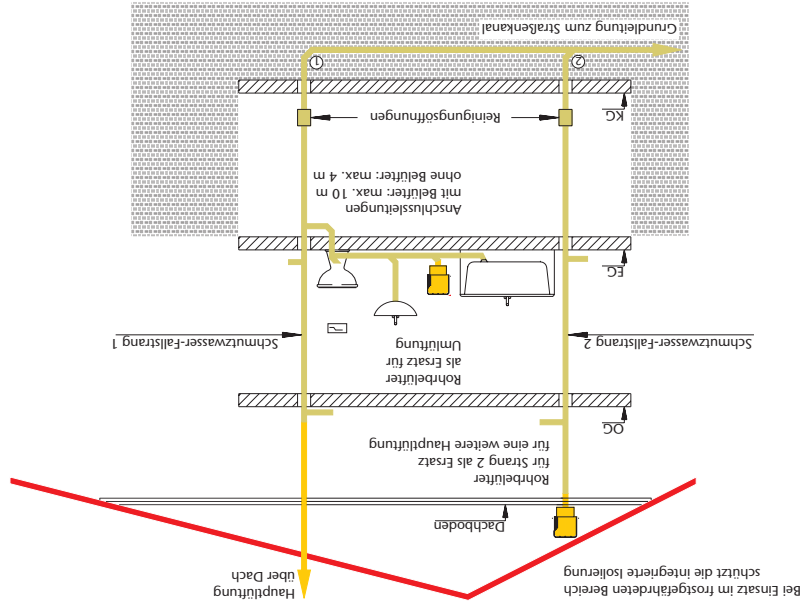 Bei Einsatz im frostgefährdeten Bereich
schützt die integrierte Isolierung
Hauptlüftung
über Dach
Dachboden
Rohrbelüfter
für Strang 2 als Ersatz
für eine weitere Hauptlüftung
OG
Rohrbelüfter
als Ersatz für
Umlüftung
Schmutzwasser-Fallstrang 2
Schmutzwasser-Fallstrang 1
EG
Anschlussleitungen
mit Belüfter: max. 10 m
ohne Belüfter: max. 4 m
Reinigungsöffnungen
KG
2
1
Grundleitung zum Straßenkanal